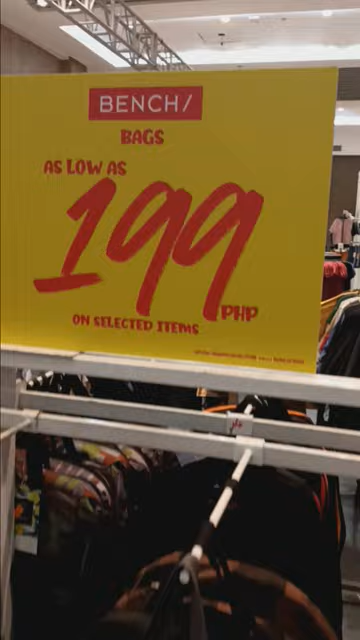 BENCH/
BAGS
AS LOW AS
199
PHP
ON SELECTED ITEMS